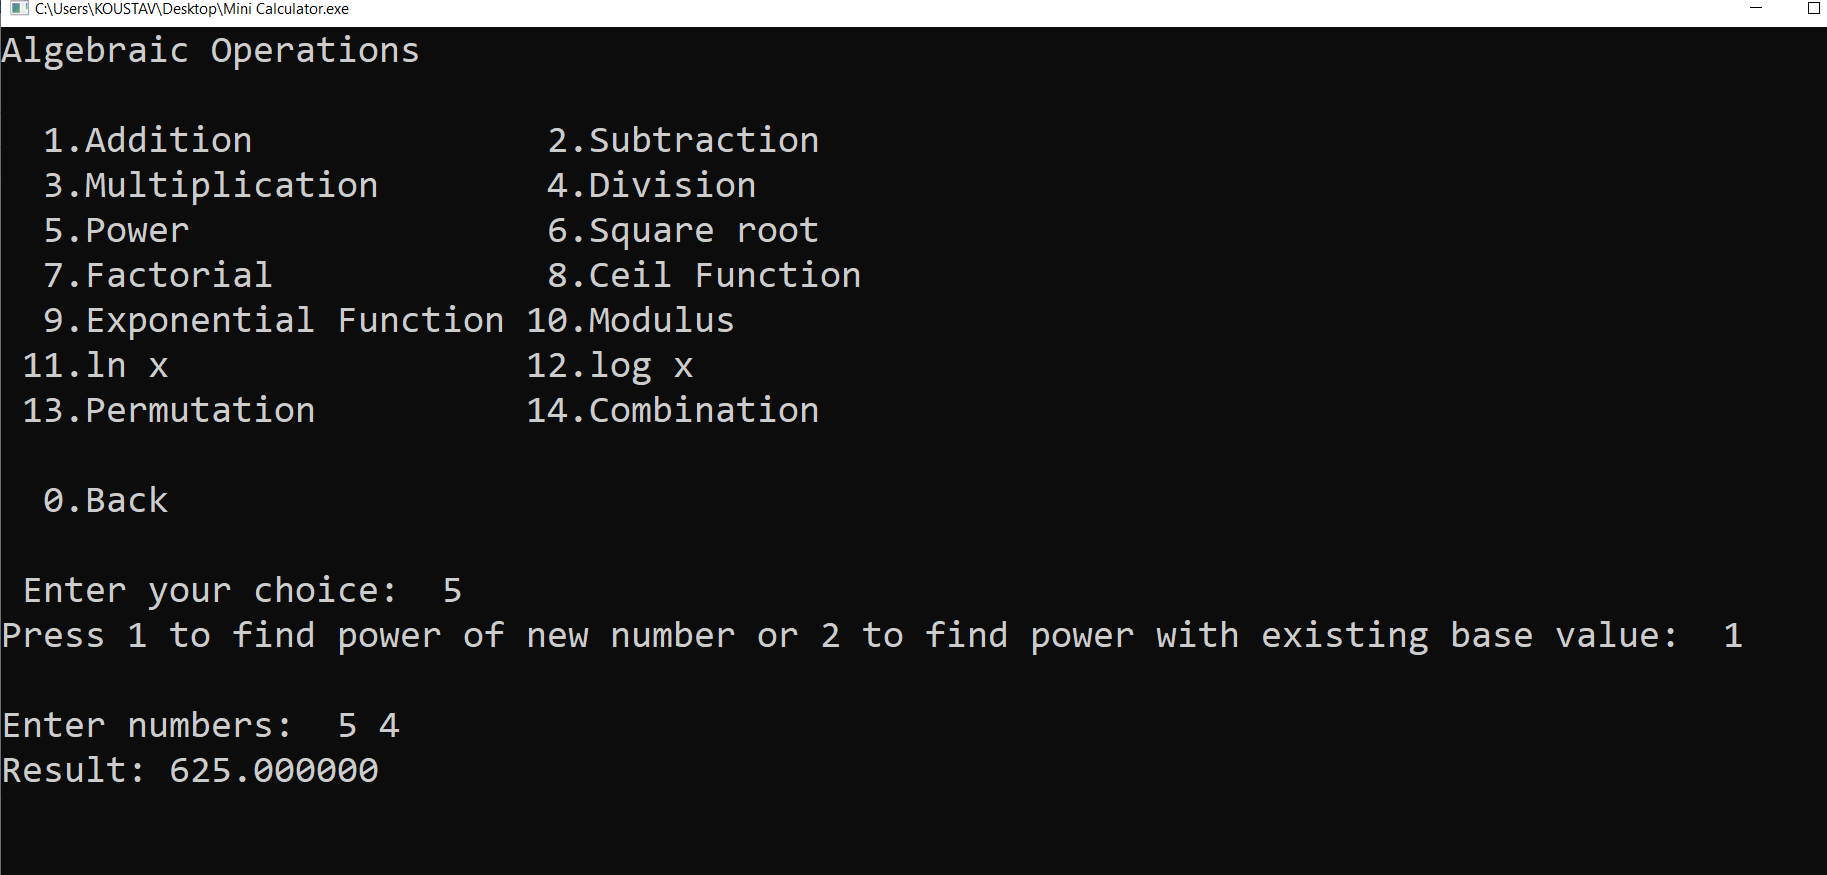 C:\Users\KOUSTAV\Desktop\Mini Calculator.exe
Algebraic Operations
1.Addition 2.Subtraction
3.Multiplication 4.Division
5.Power 6.Square root
7.Factorial 8.Ceil Function
9.Exponential Function 10.Modulus
11.ln x 12.log x
13.Permutation 14.Combination
0.Back
Enter your choice: 5
Press 1 to find power of new number or 2 to find power with existing base value: 1
Enter numbers: 5 4
Result: 625.000000